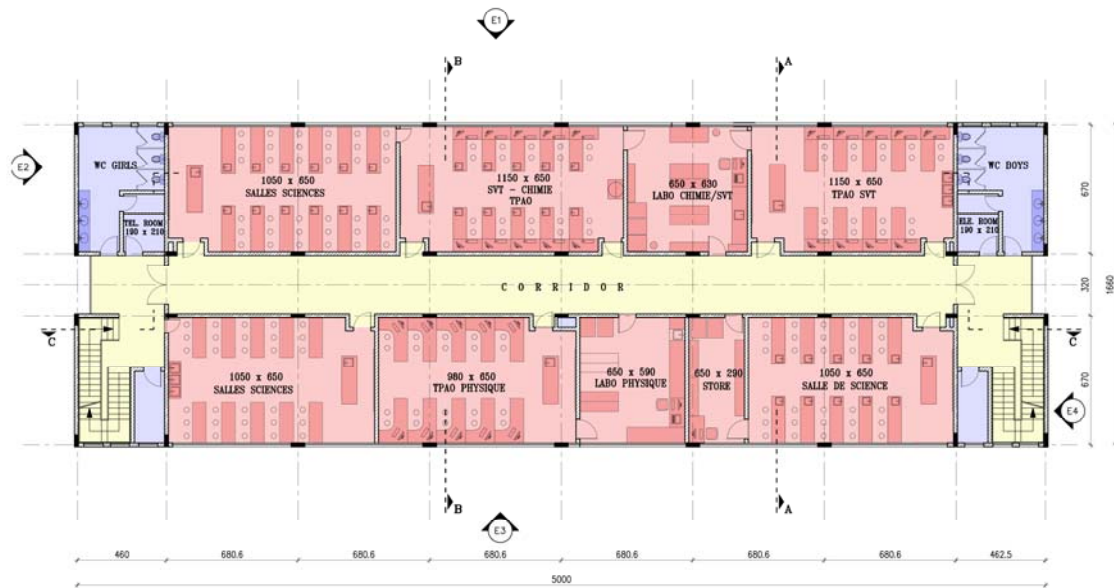 E1
B
A
E2
WC GIRLS
1050 x 650
SALLES SCIENCES
1150 x 650
SVT - CHIMIE
TPAO
650 x 630
LABO CHIMIE/SVT
1150 x 650
TPAO SVT
WC BOYS
TEL. ROOM
190 x 210
ELE. ROOM
190 x 210
670
CORRIDOR
320
1660
C
C
1050 x 650
SALLES SCIENCES
980 x 650
TPAO PHYSIQUE
650 x 590
LABO PHYSIQUE
650 x 290
STORE
1050 x 650
SALLE DE SCIENCE
670
E4
B
E3
A
460
680.6
680.6
680.6
680.6
680.6
680.6
462.5
5000